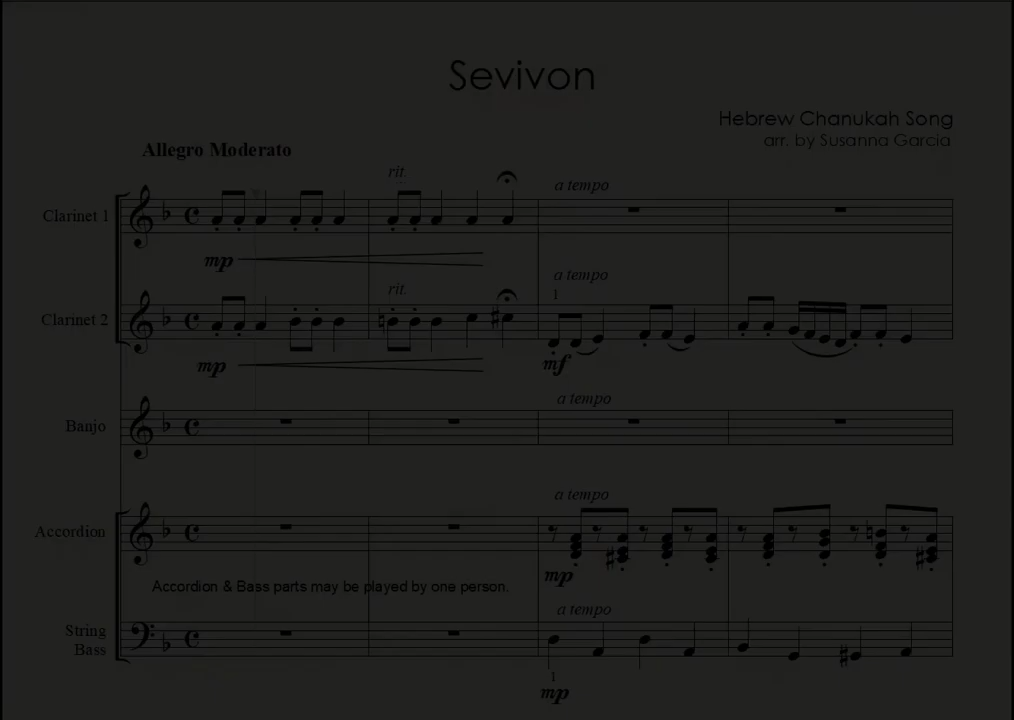 Sevivon
Hebrew Chanukah Song
arr. by Susanna Garcia
Allegro Moderato
rit.
a tempo
Clarinet 1
mp
rit.
a tempo
1
Clarinet 2
mp
mf
a tempo
Banjo
a tempo
Accordion
mp
Accordion & Bass parts may be played by one person.
a tempo
String
Bass
1
mp